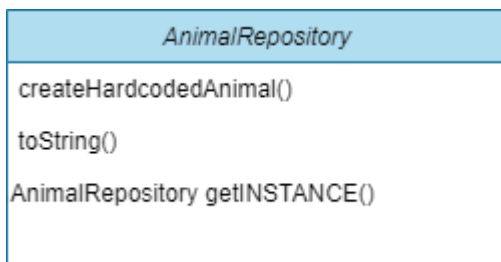 AnimalRepository
createHardcodedAnimal()
toString()
AnimalRepository getINSTANCE()